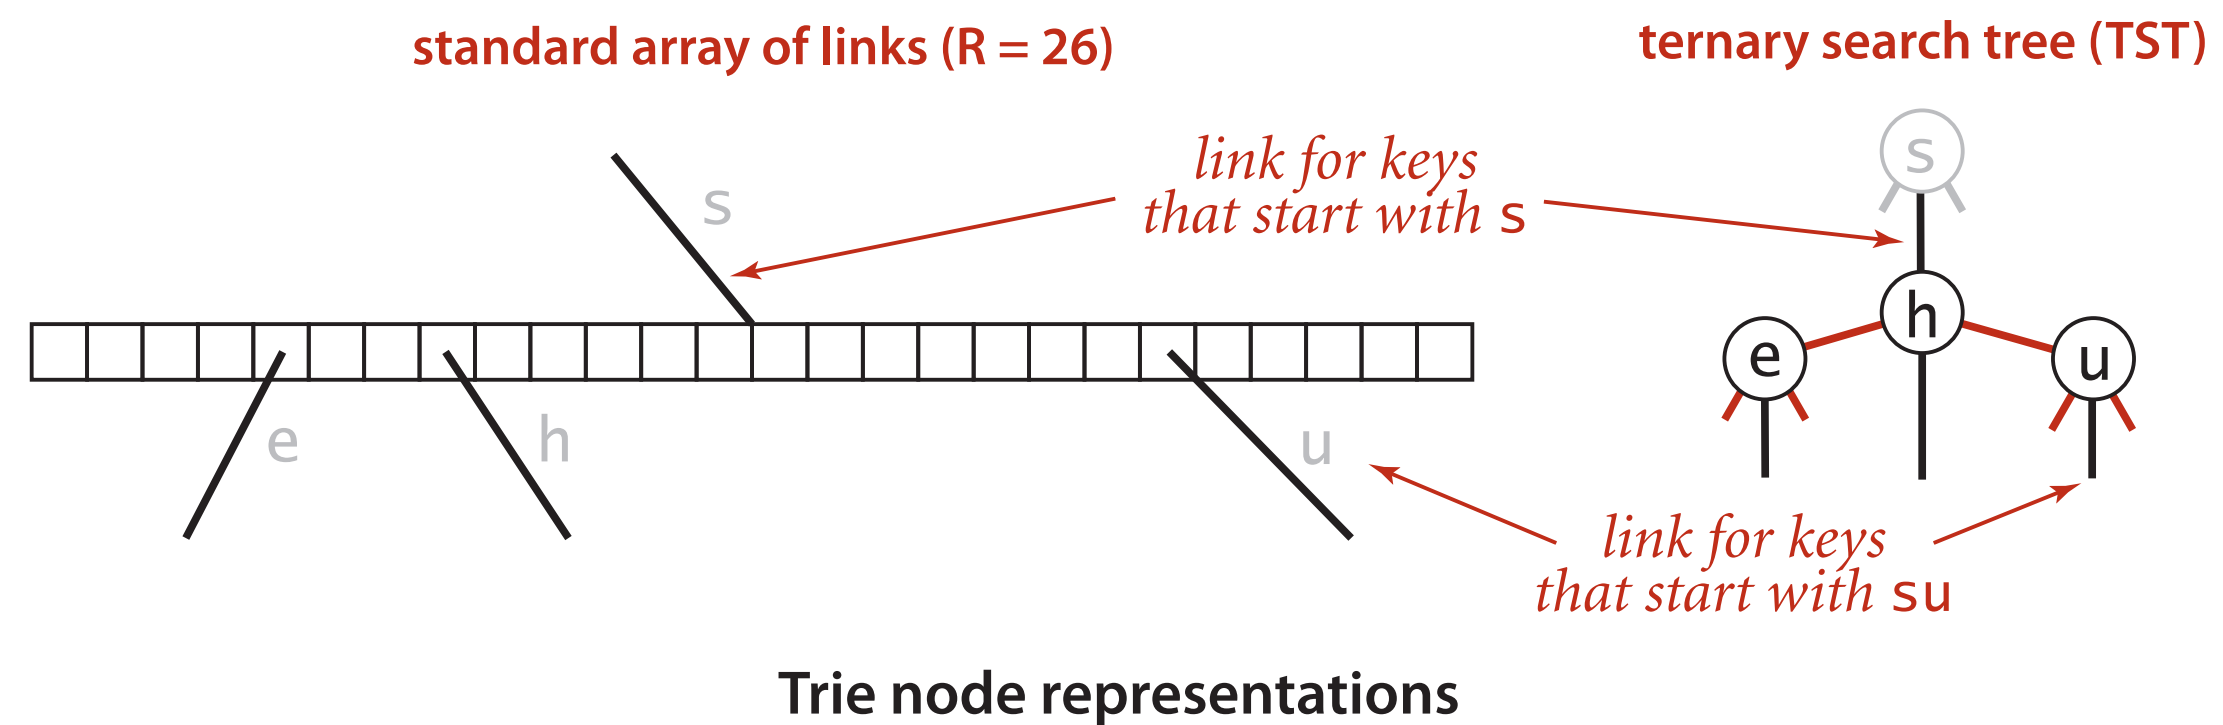 standard array of links (R = 26)
ternary search tree (TST)
link for keys
that start with s
s
s
h
e
u
e
h
u
link for keys
that start with su
Trie node representations